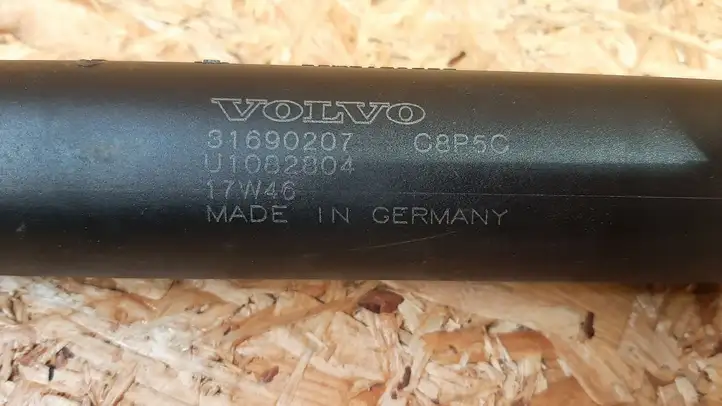 VOLVO
31690207 C8P5C
U1082804
17W46
MADE IN GERMANY